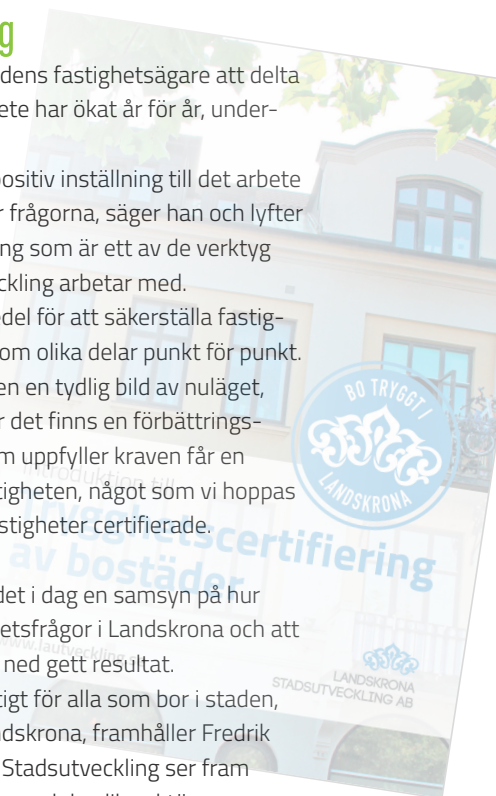 g
dens fastighetsägare att delta
ete har ökat år för år, under-
ositiv inställning till det arbete
r frågorna, säger han och lyfter
ng som är ett av de verktyg
ckling arbetar med.
edel för att säkerställa fastig-
om olika delar punkt för punkt.
en en tydlig bild av nuläget,
r det finns en förbättrings-
m uppfyller kraven får en
tigheten, något som vi hoppas
astigheter certifierade.
det i dag en samsyn på hur
etsfrågor i Landskrona och att
ned gett resultat.
tigt för alla som bor i staden,
ndskrona, framhåller Fredrik
Stadsutveckling ser fram
BO TRYGGT I
LANDSKRONA
Introduktion till
Trygghetscertifiering
av bostäder
www.lautveckling.se
LANDSKRONA
STADSUTVECKLING AB